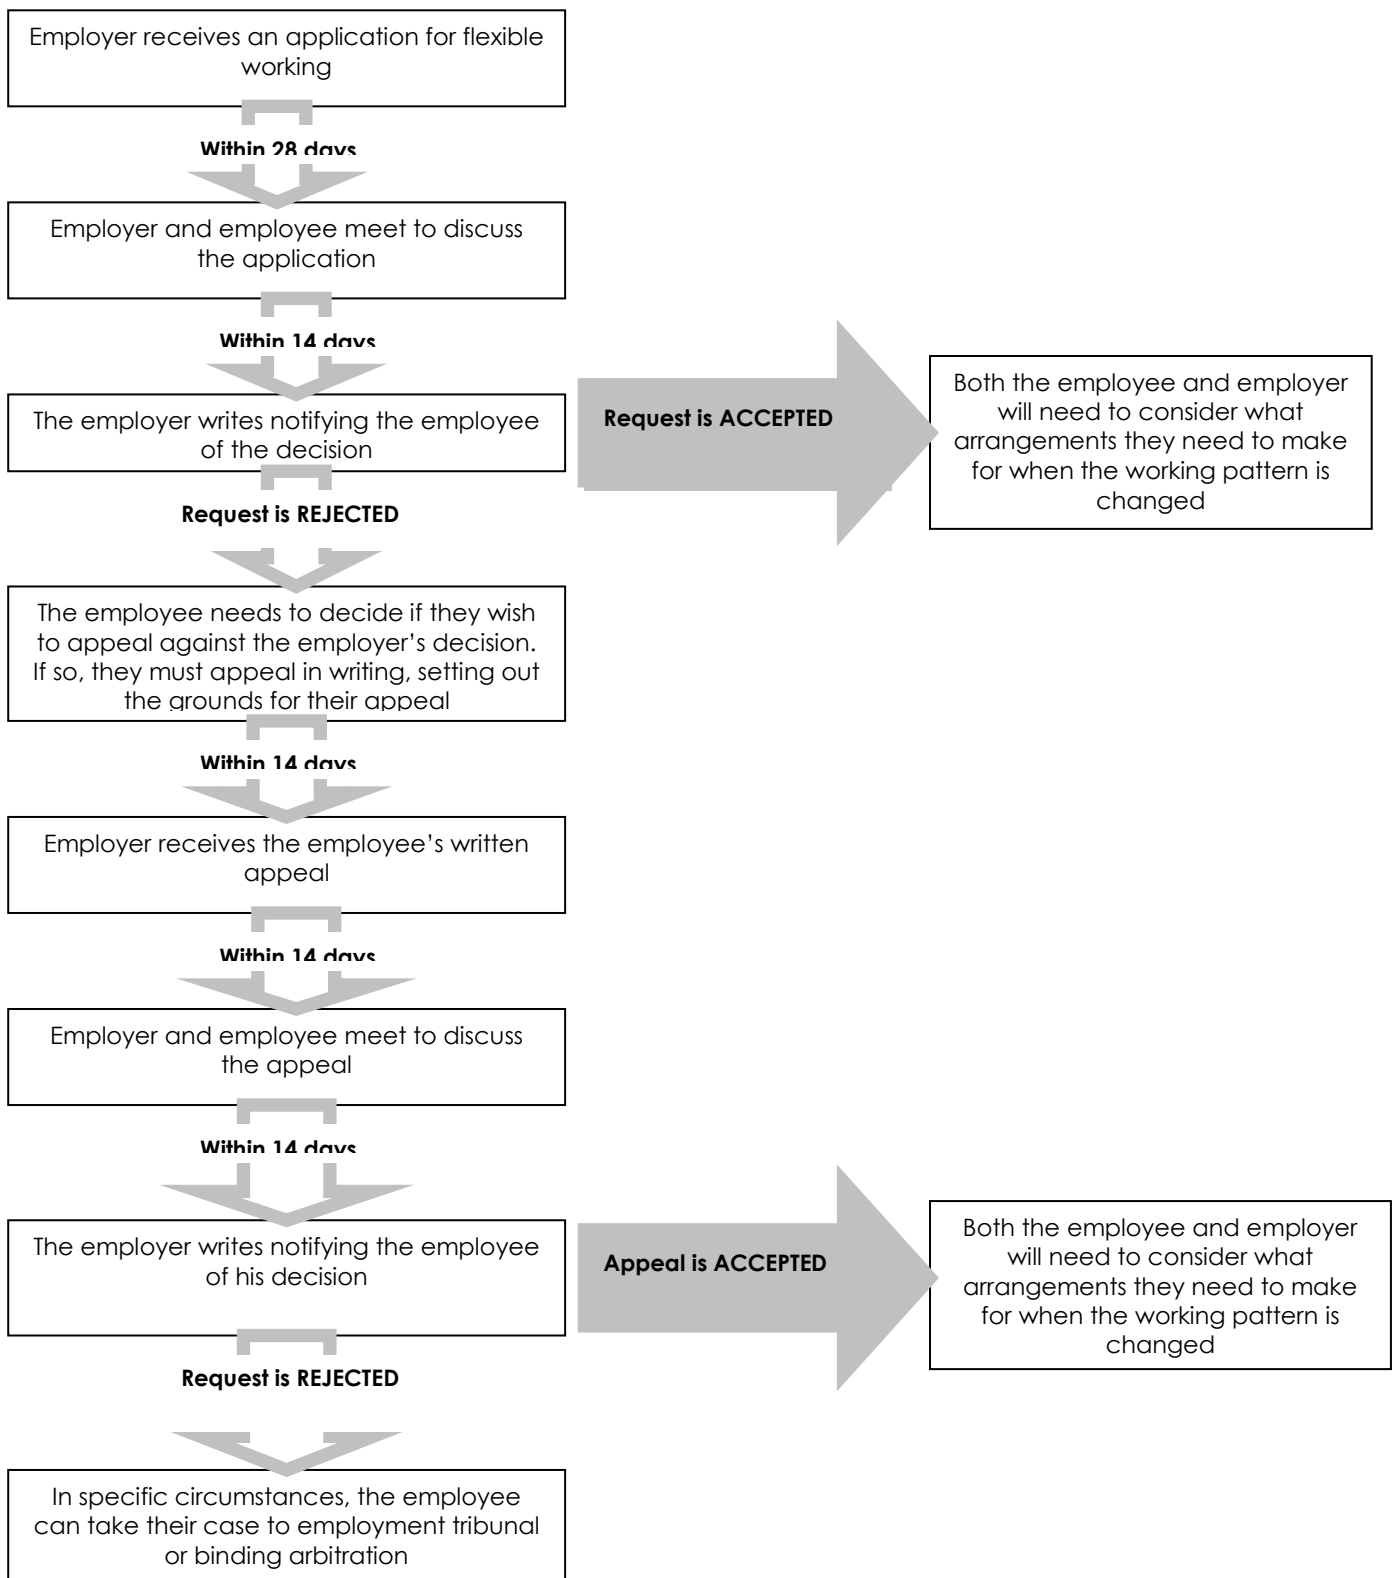 Employer receives an application for flexible
working
Within 28 days
Employer and employee meet to discuss
the application
Within 14 days
The employer writes notifying the employee
of the decision
Request is ACCEPTED
Both the employee and employer
will need to consider what
arrangements they need to make
for when the working pattern is
changed
Request is REJECTED
The employee needs to decide if they wish
to appeal against the employer’s decision.
If so, they must appeal in writing, setting out
the grounds for their appeal
Within 14 days
Employer receives the employee’s written
appeal
Within 14 days
Employer and employee meet to discuss
the appeal
Within 14 days
The employer writes notifying the employee
of his decision
Appeal is ACCEPTED
Both the employee and employer
will need to consider what
arrangements they need to make
for when the working pattern is
changed
Request is REJECTED
In specific circumstances, the employee
can take their case to employment tribunal
or binding arbitration